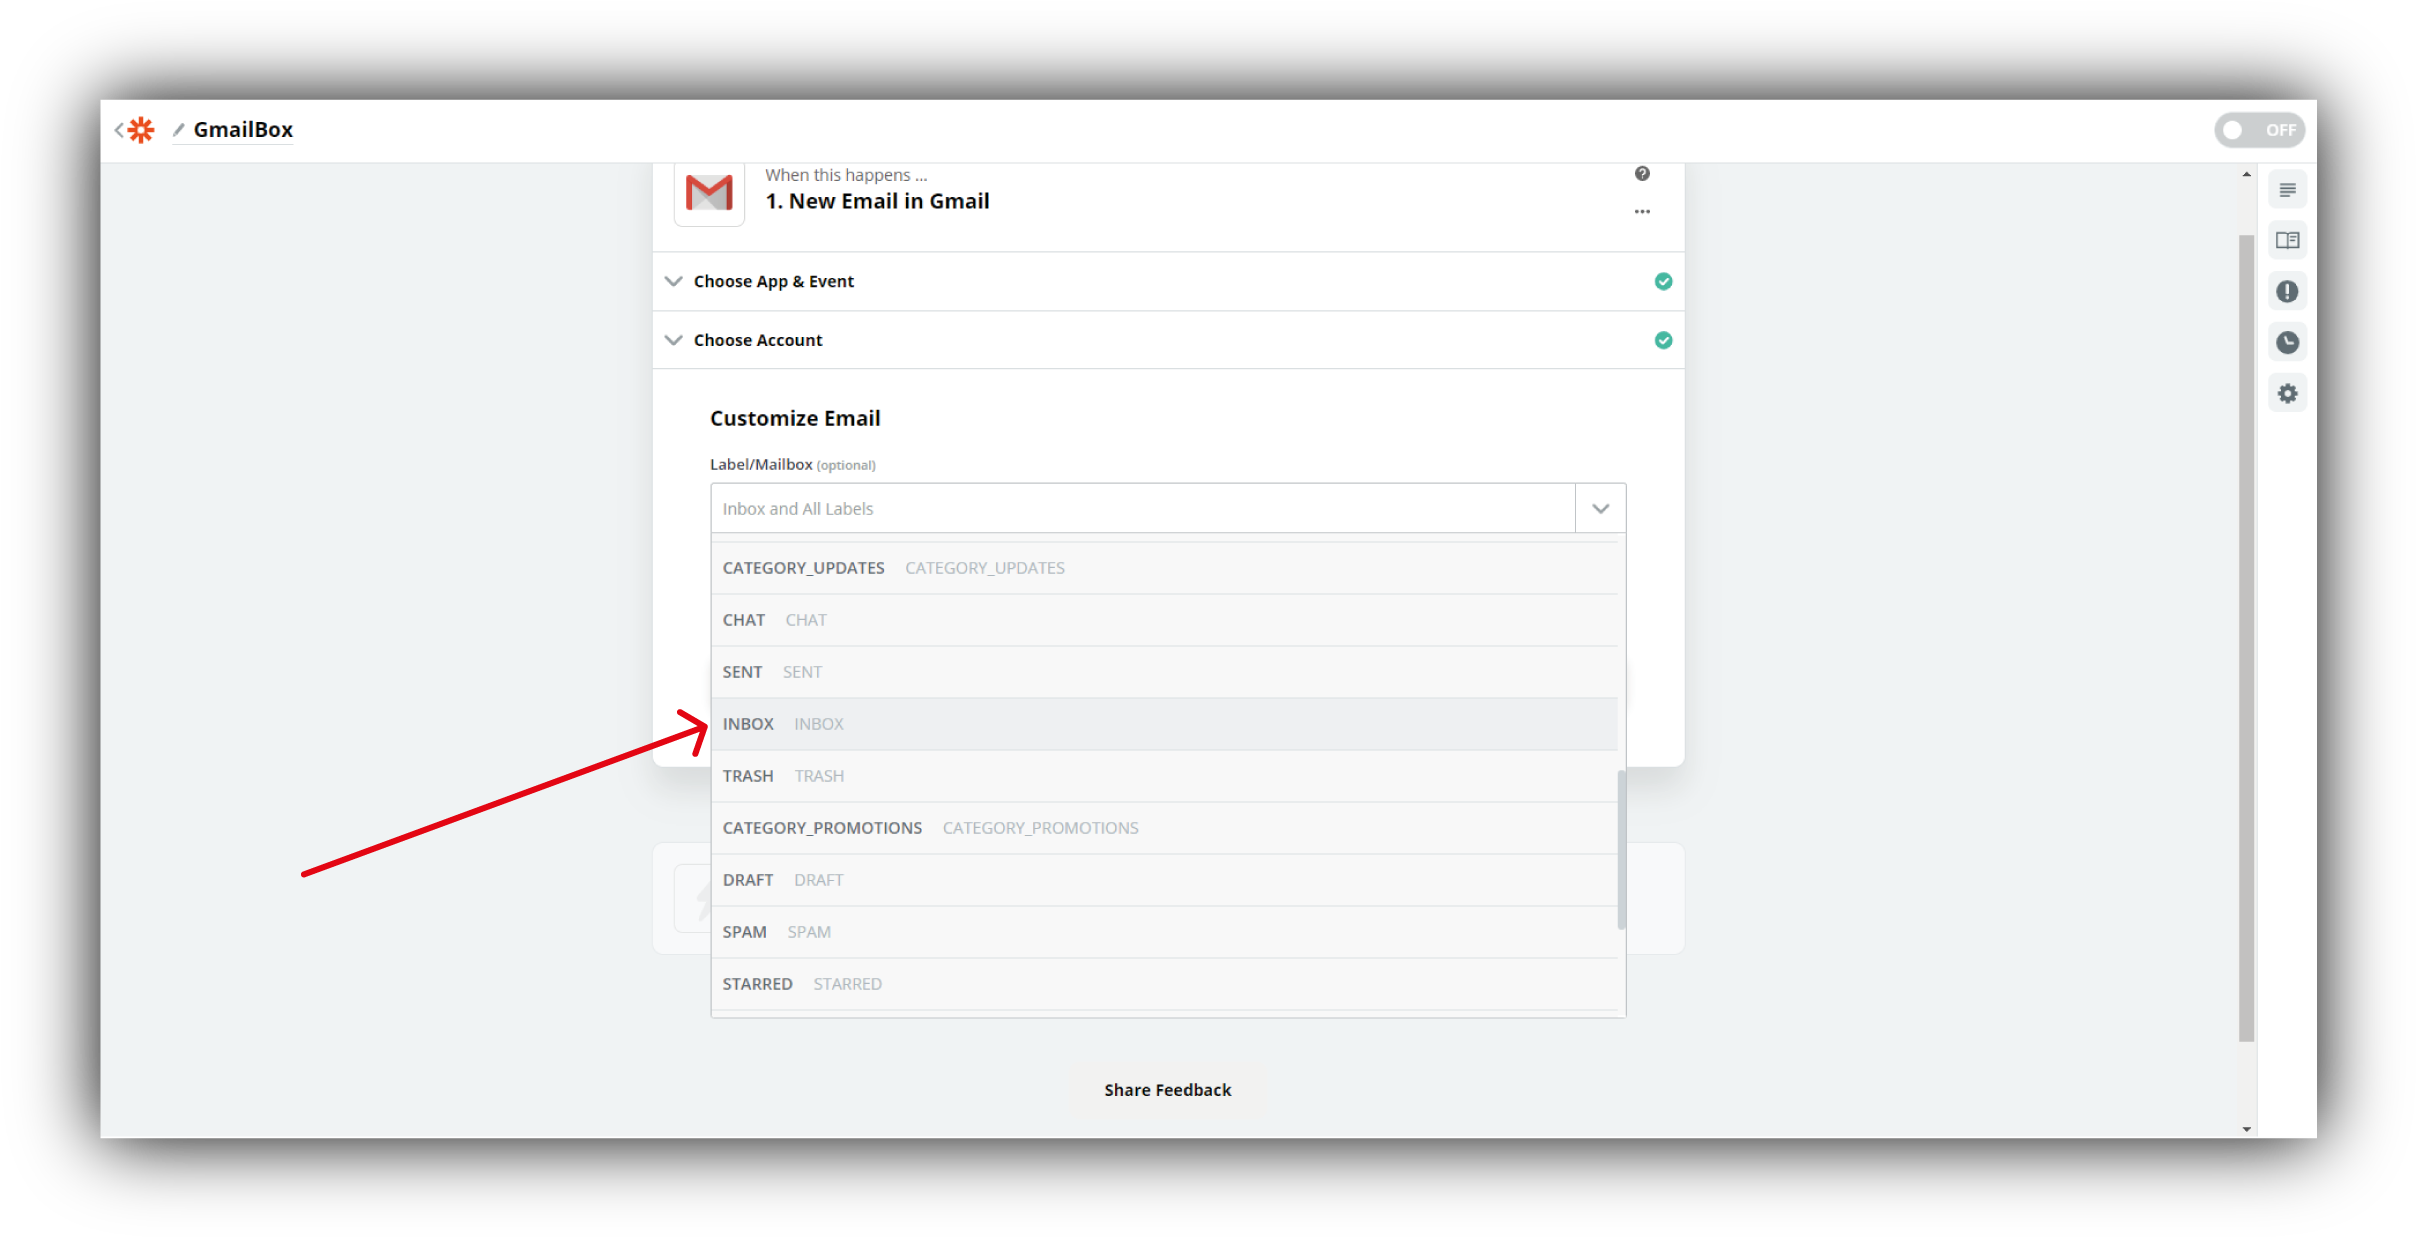 GmailBox
OFF
When this happens ...
1. New Email in Gmail
Choose App & Event
Choose Account
Customize Email
Label/Mailbox (optional)
Inbox and All Labels
CATEGORY_UPDATES CATEGORY_UPDATES
CHAT CHAT
SENT SENT
INBOX INBOX
TRASH TRASH
CATEGORY_PROMOTIONS CATEGORY_PROMOTIONS
DRAFT DRAFT
SPAM SPAM
STARRED STARRED
Share Feedback